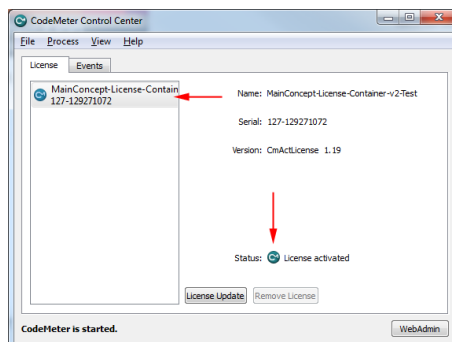 CodeMeter Control Center
File Process View Help
License Events
MainConcept-License-Contain
127-129271072
Name: MainConcept-License-Container-v2-Test
Serial: 127-129271072
Version: CmActLicense 1.19
Status: License activated
License Update Remove License
CodeMeter is started. WebAdmin